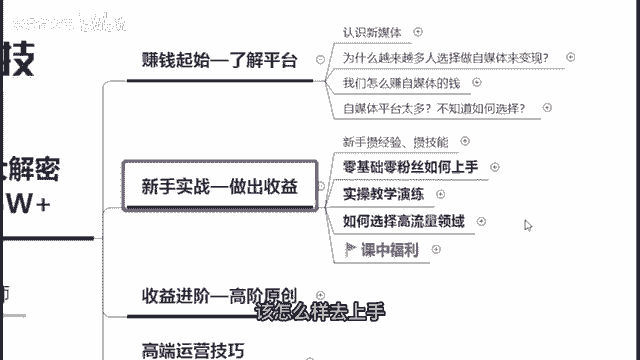 技
大解密
W+
师
赚钱起始—了解平台
认识新媒体
为什么越来越多人选择做自媒体来变现？
我们怎么赚自媒体的钱
自媒体平台太多？不知道如何选择？
新手实战—做出收益
新手攒经验、攒技能
零基础零粉丝如何上手
实操教学演练
如何选择高流量领域
课中福利
收益进阶—高阶原创
该怎么样去上手
高端运营技巧